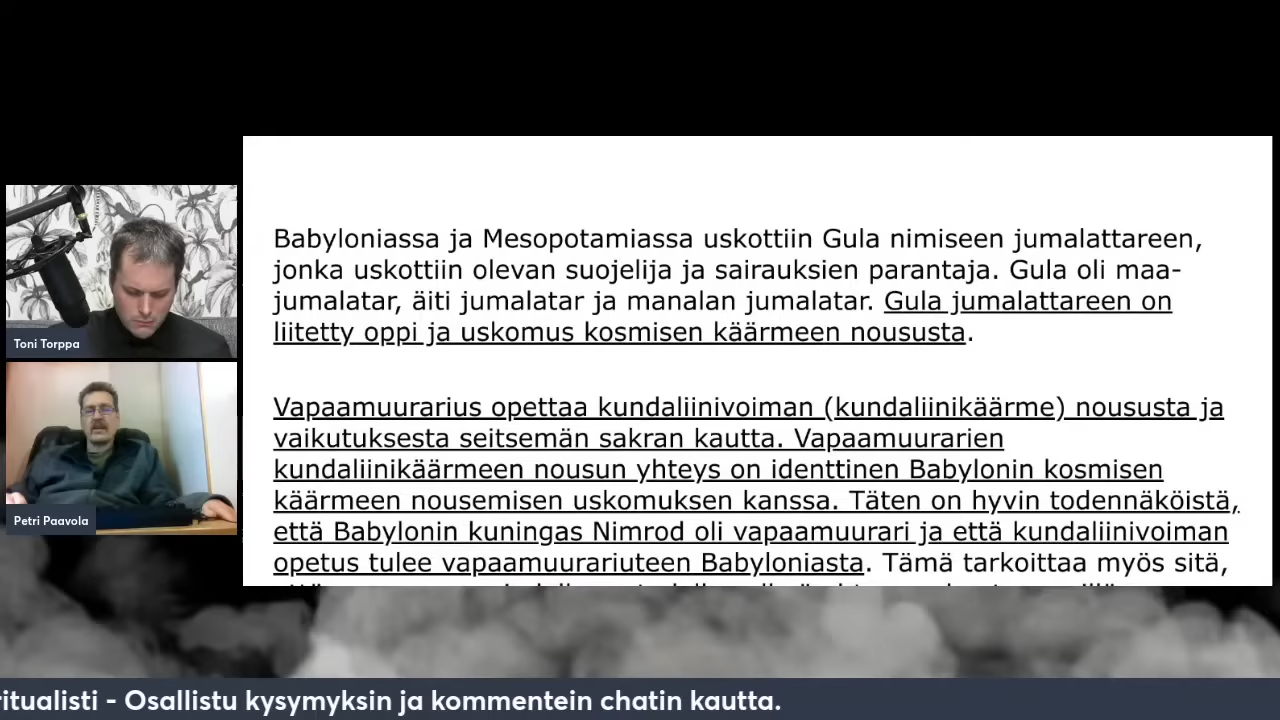 Babyloniassa ja Mesopotamiassa uskottiin Gula nimiseen jumalattareen,
jonka uskottiin olevan suojelija ja sairauksien parantaja. Gula oli maa-
jumalatar, äiti jumalatar ja manalan jumalatar. Gula jumalattareen on
liitetty oppi ja uskomus kosmisen käärmeen noususta.
Vapaamuurarius opettaa kundaliinivoiman (kundaliinikäärme) noususta ja
vaikutuksesta seitsemän sakran kautta. Vapaamuurarien
kundaliinikäärmeen nousun yhteys on identtinen Babylonin kosmisen
käärmeen nousemisen uskomuksen kanssa. Täten on hyvin todennäköistä,
että Babylonin kuningas Nimrod oli vapaamuurari ja että kundaliinivoiman
opetus tulee vapaamuurariuteen Babyloniasta. Tämä tarkoittaa myös sitä,
Toni Torppa
Petri Paavola
ritualisti - Osallistu kysymyksin ja kommentein chatin kautta.